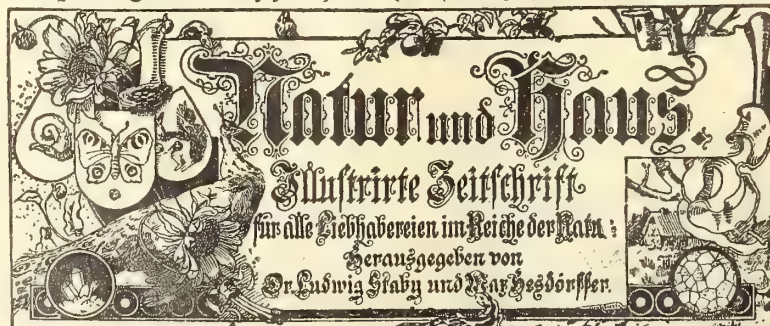 Natur und Haus.
Illustrirte Zeitschrift
für alle Liebhabereien im Reiche der Natu
Herausgegeben von
Dr. Ludwig Staby und Max Hesdörffer.